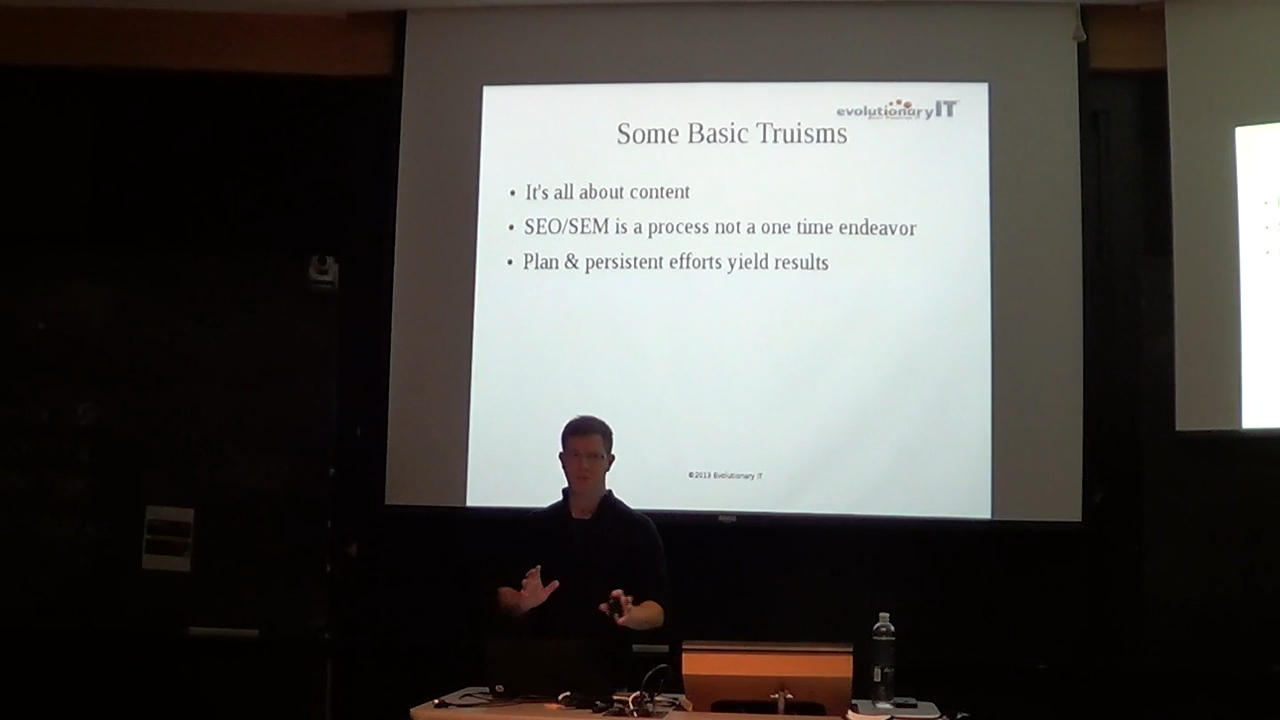 evolutionaryIT
Some Basic Truisms
• It's all about content
• SEO/SEM is a process not a one time endeavor
• Plan & persistent efforts yield results
©2013 Evolutionary IT